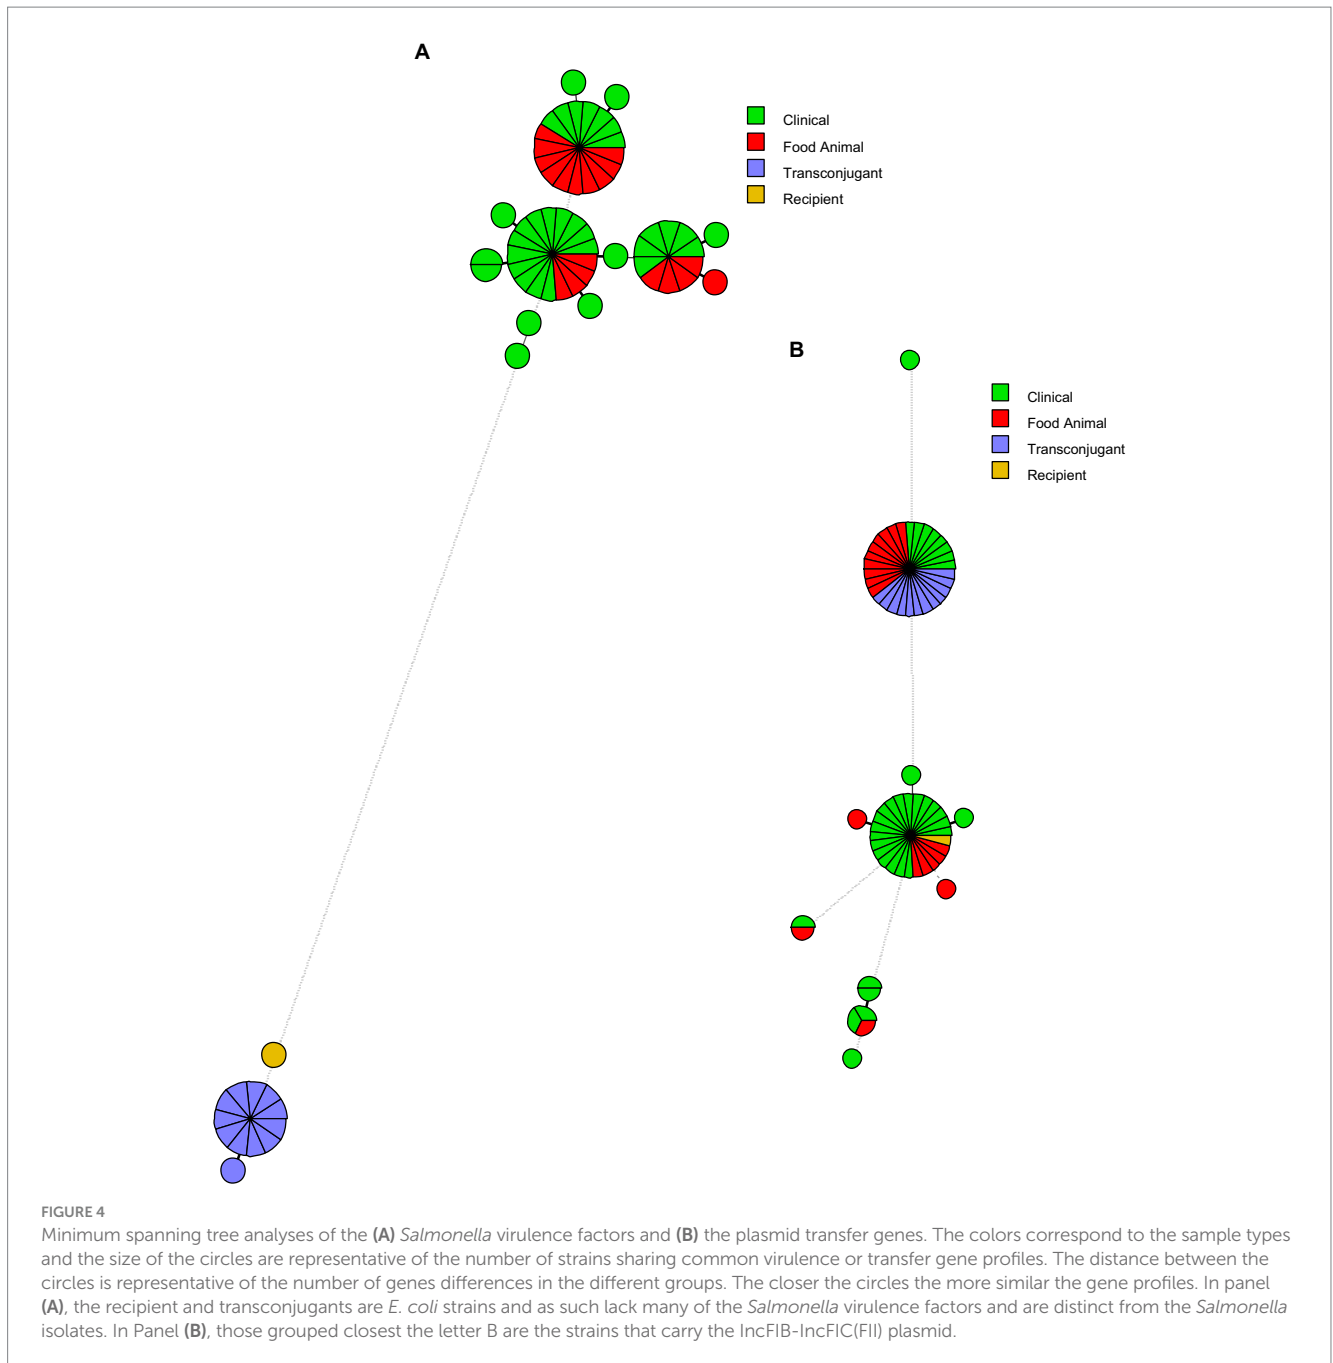 A
Clinical
Food Animal
Transconjugant
Recipient
B
Clinical
Food Animal
Transconjugant
Recipient
FIGURE 4
Minimum spanning tree analyses of the (A) Salmonella virulence factors and (B) the plasmid transfer genes. The colors correspond to the sample types
and the size of the circles are representative of the number of strains sharing common virulence or transfer gene profiles. The distance between the
circles is representative of the number of genes differences in the different groups. The closer the circles the more similar the gene profiles. In panel
(A), the recipient and transconjugants are E. coli strains and as such lack many of the Salmonella virulence factors and are distinct from the Salmonella
isolates. In Panel (B), those grouped closest the letter B are the strains that carry the IncFIB-IncFIC(FII) plasmid.